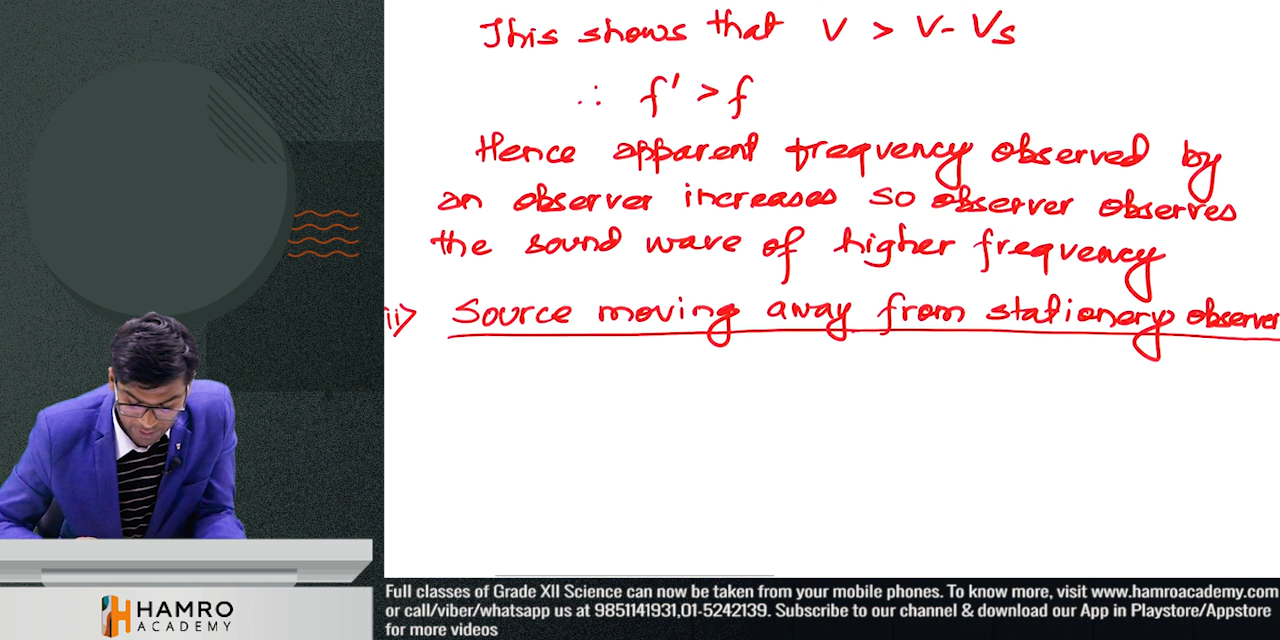 This shows that V > V- Vs
∴ f' > f
Hence apparent frequency observed by
an observer increases so observer observes
the sound wave of higher frequency
ii> Source moving away from stationery observer
HAMRO
ACADEMY
Full classes of Grade XII Science can now be taken from your mobile phones. To know more, visit www.hamroacademy.com
or call/viber/whatsapp us at 9851141931,01-5242139. Subscribe to our channel & download our App in Playstore/Appstore
for more videos